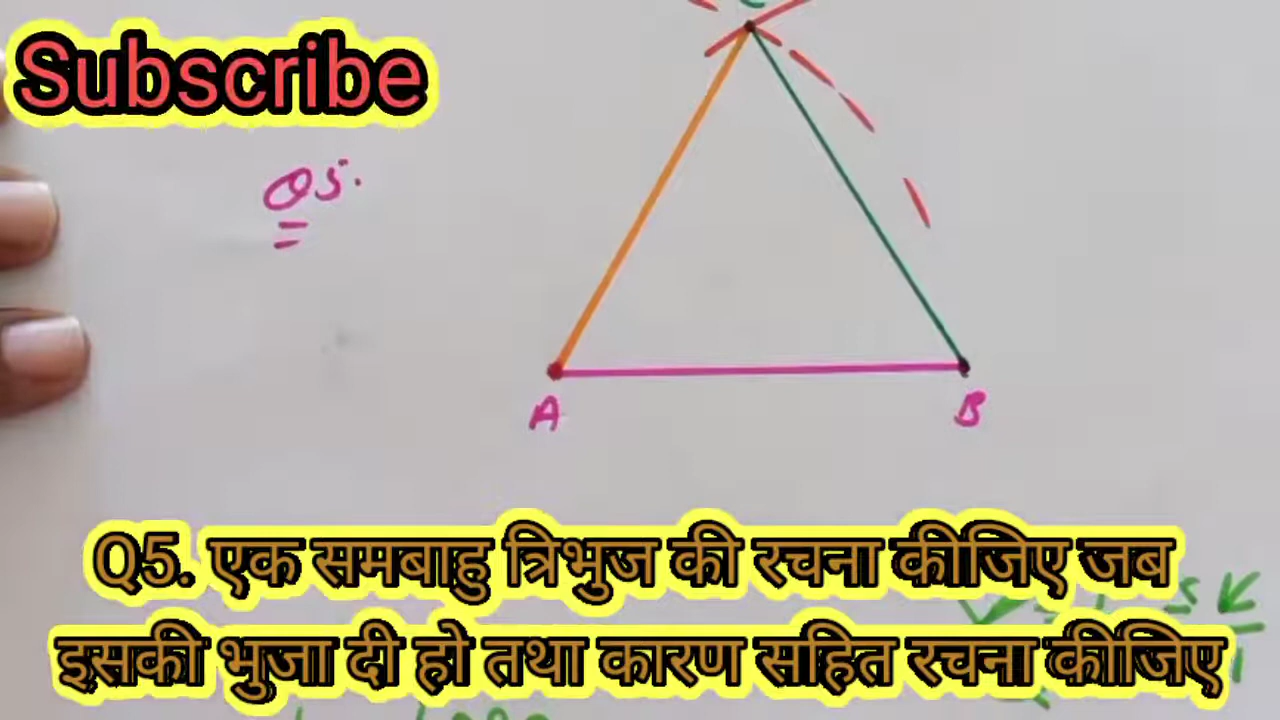 Subscribe
Q5.
A
B
Q5. एक समबाहु त्रिभुज की रचना कीजिए जब
इसकी भुजा दी हो तथा कारण सहित रचना कीजिए